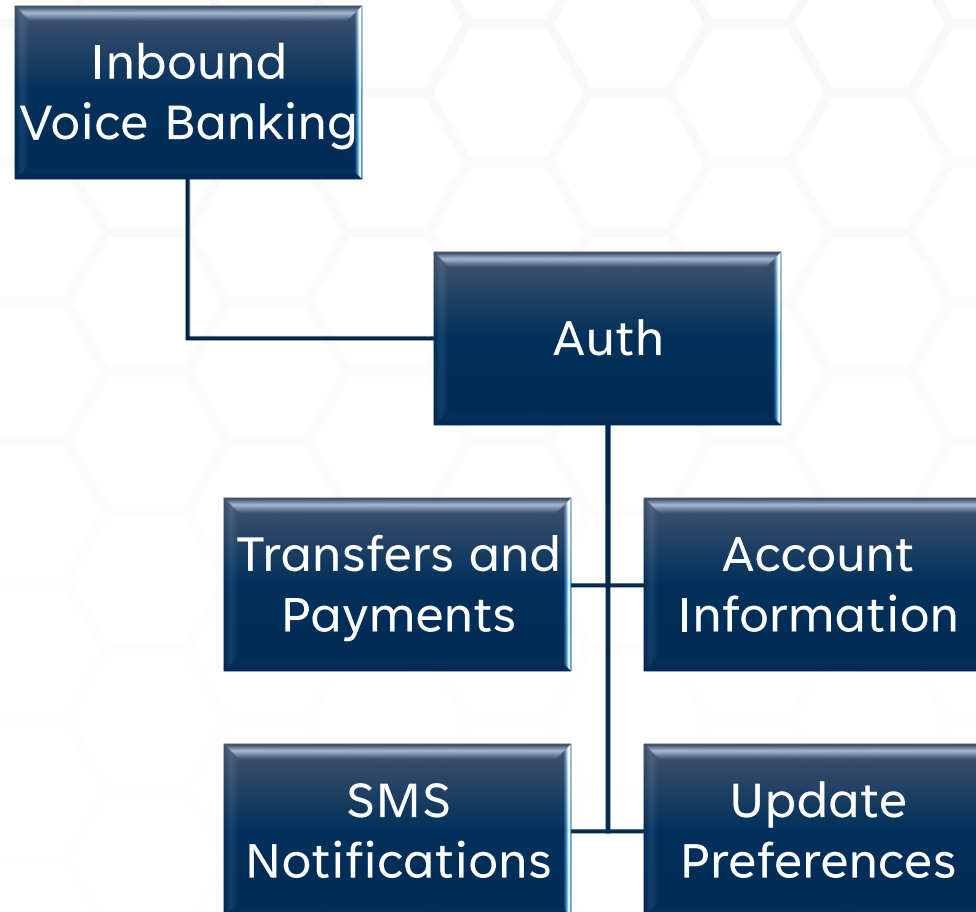 Inbound
Voice Banking
Auth
Transfers and
Payments
Account
Information
SMS
Notifications
Update
Preferences